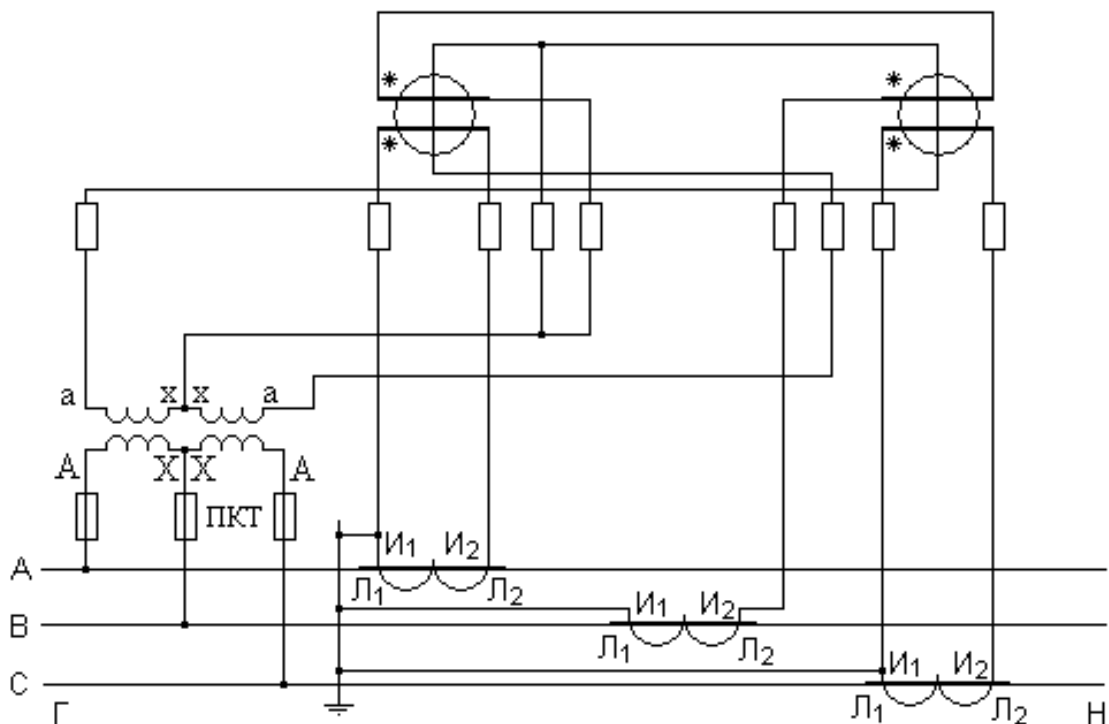 * *
* *
а х х а
А Х Х А
ПКТ
А И₁ И₂
Л₁ Л₂
В И₁ И₂
Л₁ Л₂
С И₁ И₂
Л₁ Л₂
Г Н